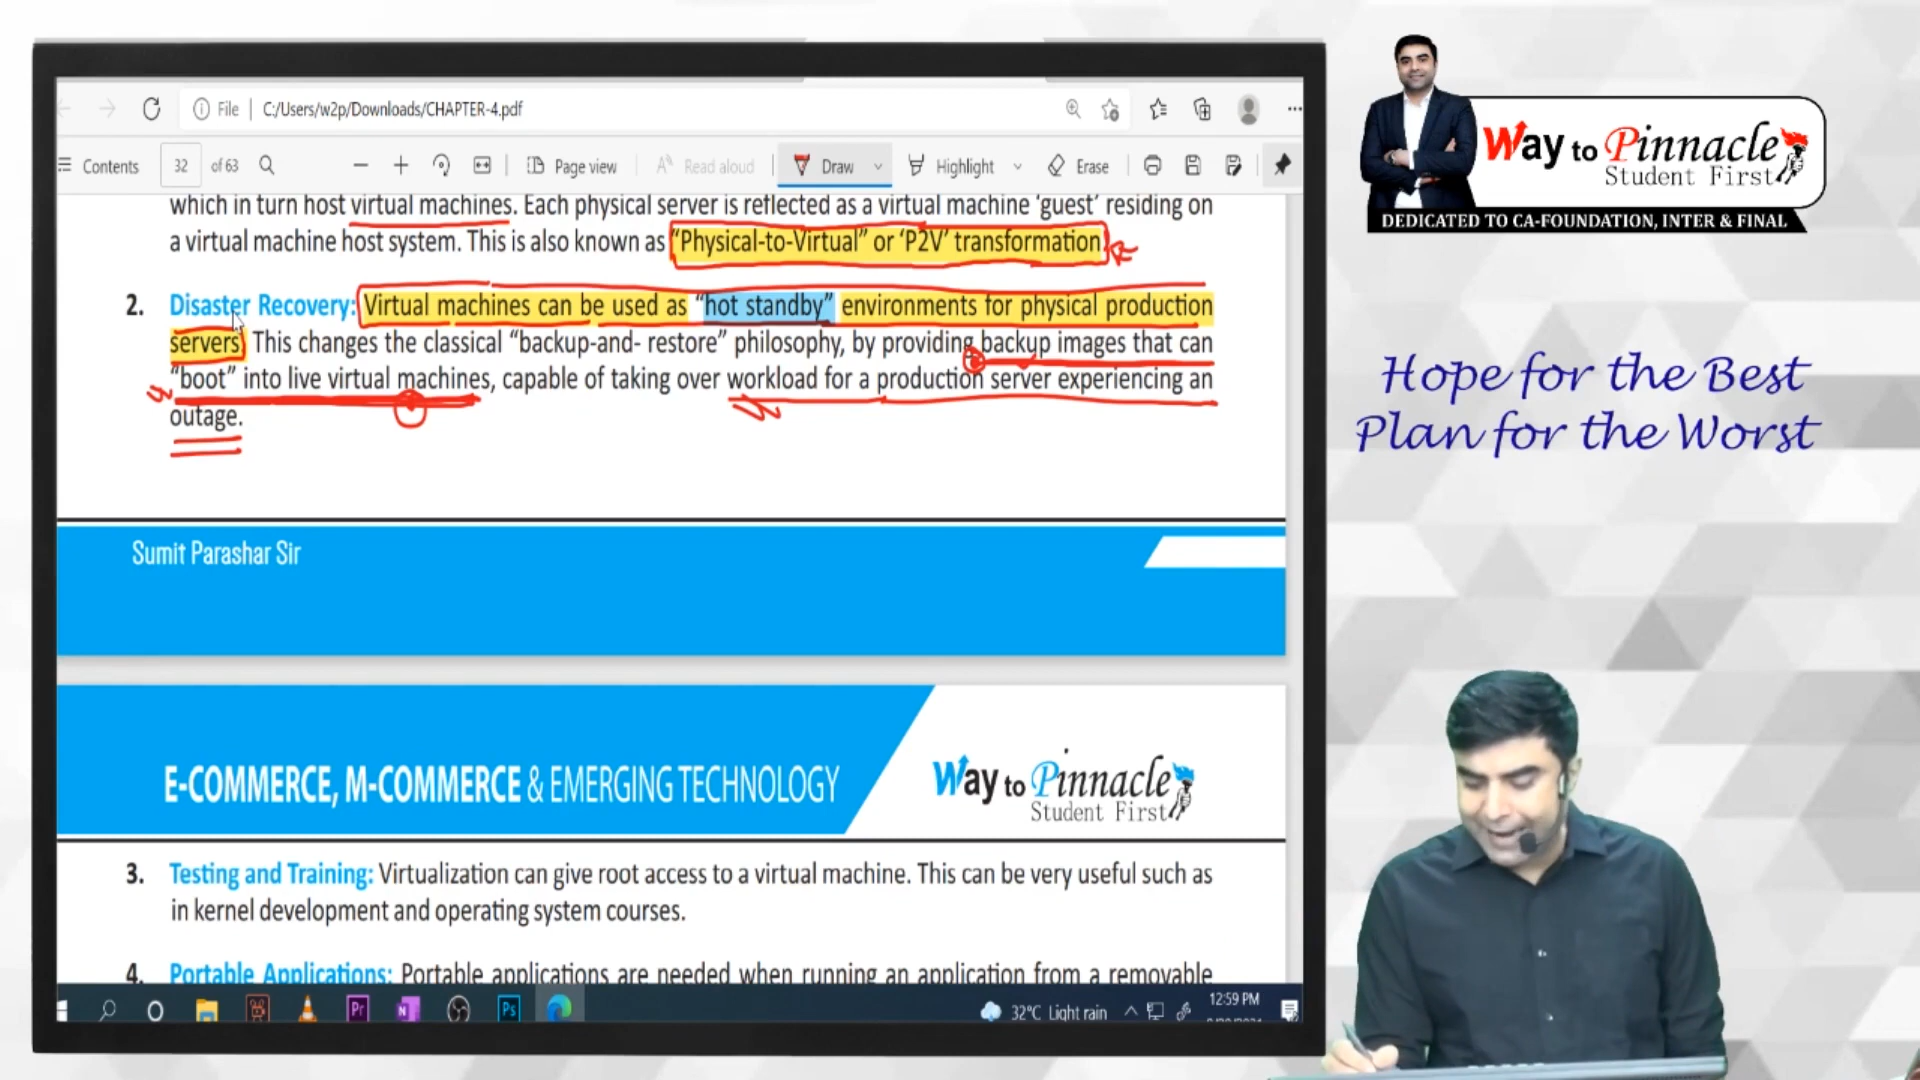 File | C:/Users/w2p/Downloads/CHAPTER-4.pdf
Contents 32 of 63 Page view Read aloud Draw Highlight Erase
which in turn host virtual machines. Each physical server is reflected as a virtual machine ‘guest’ residing on
a virtual machine host system. This is also known as “Physical-to-Virtual” or ‘P2V’ transformation
2. Disaster Recovery: Virtual machines can be used as “hot standby” environments for physical production
servers. This changes the classical “backup-and- restore” philosophy, by providing backup images that can
“boot” into live virtual machines, capable of taking over workload for a production server experiencing an
outage.
Sumit Parashar Sir
E-COMMERCE, M-COMMERCE & EMERGING TECHNOLOGY
Way to Pinnacle
Student First
3. Testing and Training: Virtualization can give root access to a virtual machine. This can be very useful such as
in kernel development and operating system courses.
4. Portable Applications: Portable applications are needed when running an application from a removable
32°C Light rain
12:59 PM
Way to Pinnacle
Student First
DEDICATED TO CA-FOUNDATION, INTER & FINAL
Hope for the Best
Plan for the Worst